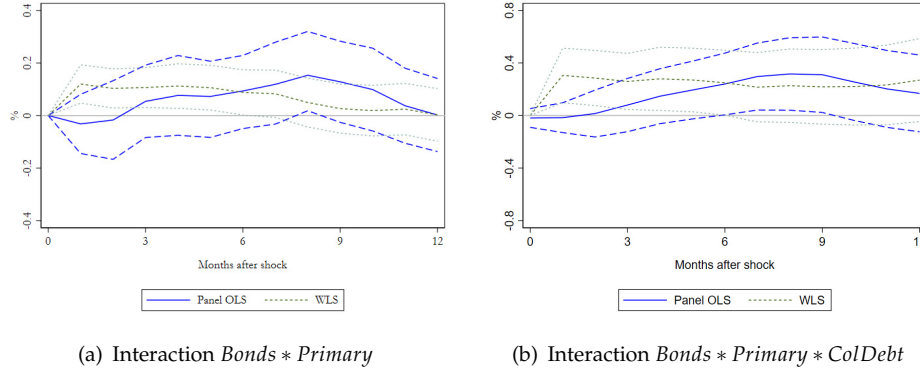 0.4
0.2
0
-0.2
-0.4
%
0 3 6 9 12
Months after shock
Panel OLS WLS
(a) Interaction Bonds * Primary
0.8
0.4
0
-0.4
-0.8
%
0 3 6 9 1
Months after shock
Panel OLS WLS
(b) Interaction Bonds * Primary * ColDebt